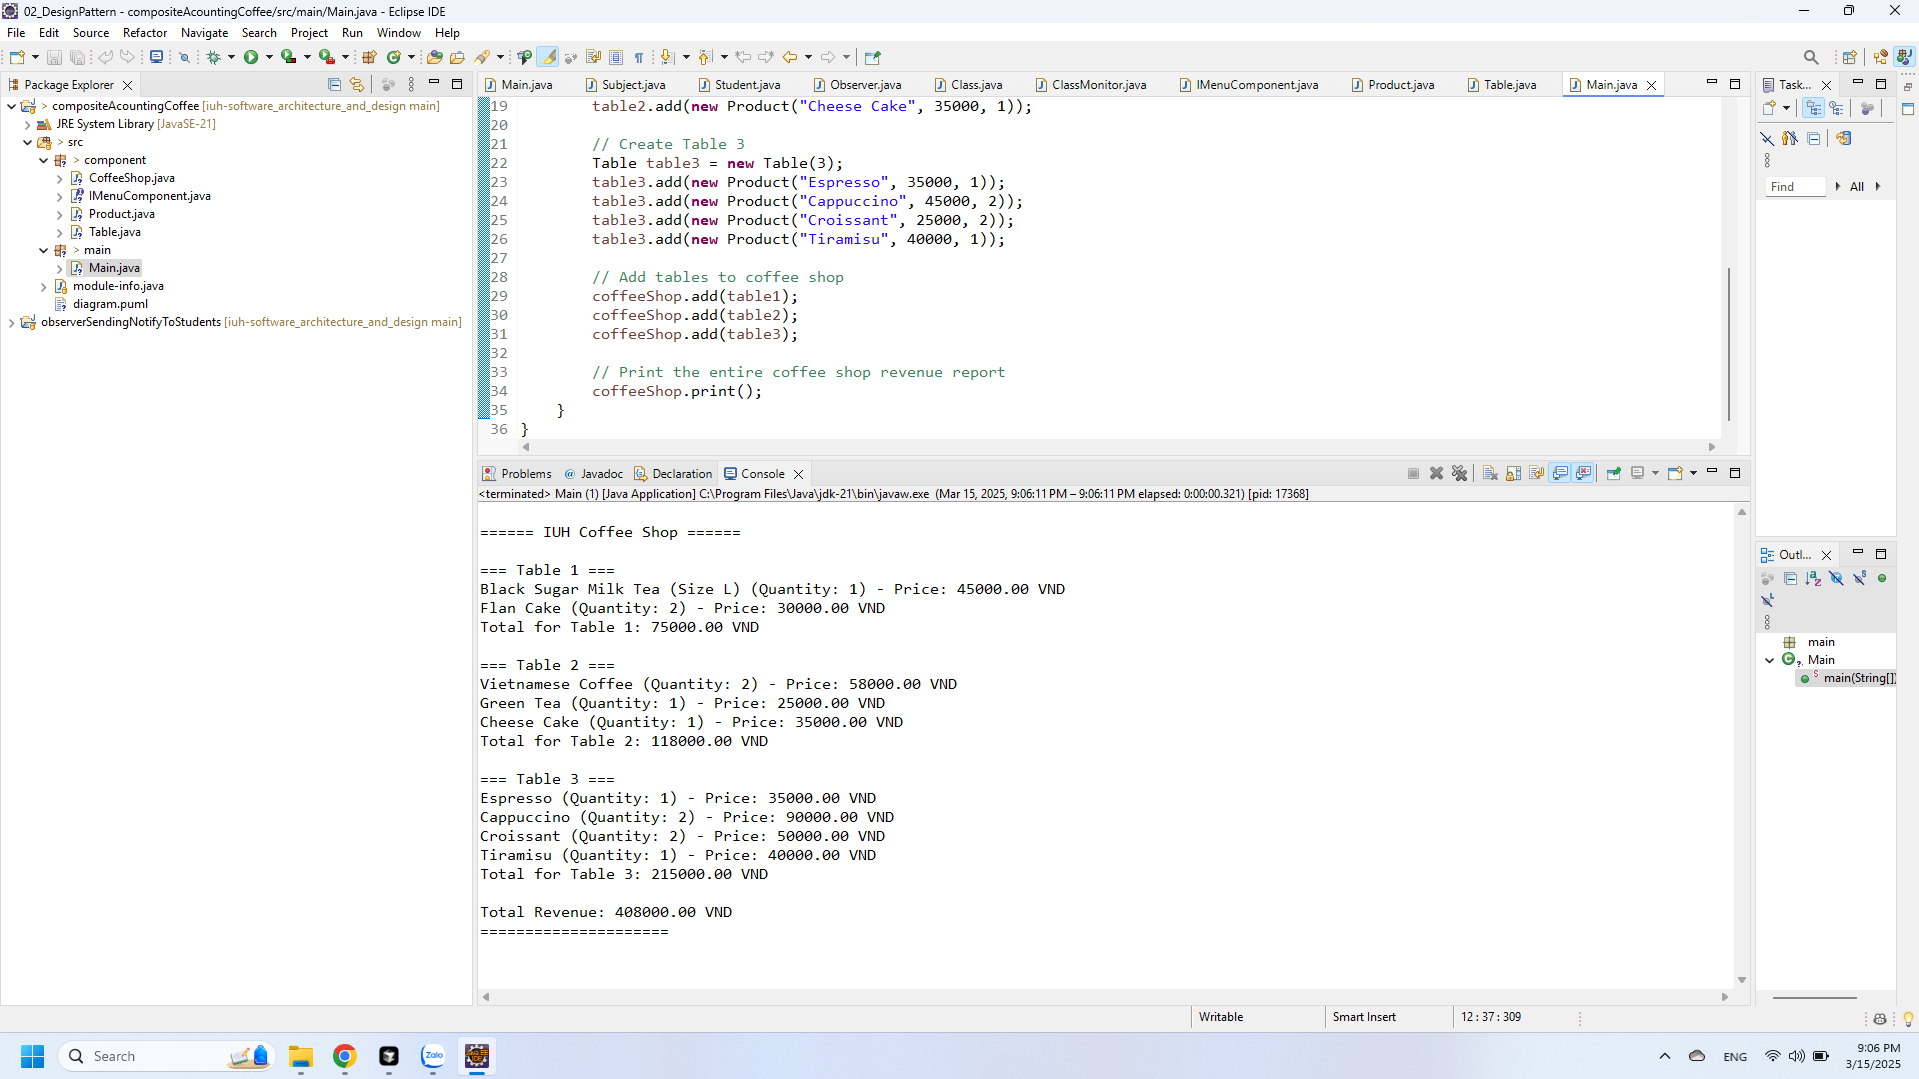 02_DesignPattern - compositeAcountingCoffee/src/main/Main.java - Eclipse IDE
File Edit Source Refactor Navigate Search Project Run Window Help
Package Explorer
> compositeAcountingCoffee [iuh-software_architecture_and_design main]
JRE System Library [JavaSE-21]
> src
> component
CoffeeShop.java
IMenuComponent.java
Product.java
Table.java
> main
Main.java
module-info.java
diagram.puml
observerSendingNotifyToStudents [iuh-software_architecture_and_design main]
Main.java Subject.java Student.java Observer.java Class.java ClassMonitor.java IMenuComponent.java Product.java Table.java Main.java
19 table2.add(new Product("Cheese Cake", 35000, 1));
20
21 // Create Table 3
22 Table table3 = new Table(3);
23 table3.add(new Product("Espresso", 35000, 1));
24 table3.add(new Product("Cappuccino", 45000, 2));
25 table3.add(new Product("Croissant", 25000, 2));
26 table3.add(new Product("Tiramisu", 40000, 1));
27
28 // Add tables to coffee shop
29 coffeeShop.add(table1);
30 coffeeShop.add(table2);
31 coffeeShop.add(table3);
32
33 // Print the entire coffee shop revenue report
34 coffeeShop.print();
35 }
36 }
Problems Javadoc Declaration Console
<terminated> Main (1) [Java Application] C:\Program Files\Java\jdk-21\bin\javaw.exe (Mar 15, 2025, 9:06:11 PM – 9:06:11 PM elapsed: 0:00:00.321) [pid: 17368]
====== IUH Coffee Shop ======
=== Table 1 ===
Black Sugar Milk Tea (Size L) (Quantity: 1) - Price: 45000.00 VND
Flan Cake (Quantity: 2) - Price: 30000.00 VND
Total for Table 1: 75000.00 VND
=== Table 2 ===
Vietnamese Coffee (Quantity: 2) - Price: 58000.00 VND
Green Tea (Quantity: 1) - Price: 25000.00 VND
Cheese Cake (Quantity: 1) - Price: 35000.00 VND
Total for Table 2: 118000.00 VND
=== Table 3 ===
Espresso (Quantity: 1) - Price: 35000.00 VND
Cappuccino (Quantity: 2) - Price: 90000.00 VND
Croissant (Quantity: 2) - Price: 50000.00 VND
Tiramisu (Quantity: 1) - Price: 40000.00 VND
Total for Table 3: 215000.00 VND
Total Revenue: 408000.00 VND
=====================
Task...
Find All
Outl...
main
Main
main(String[])
Writable Smart Insert 12 : 37 : 309
Search
Zalo
ENG
9:06 PM
3/15/2025